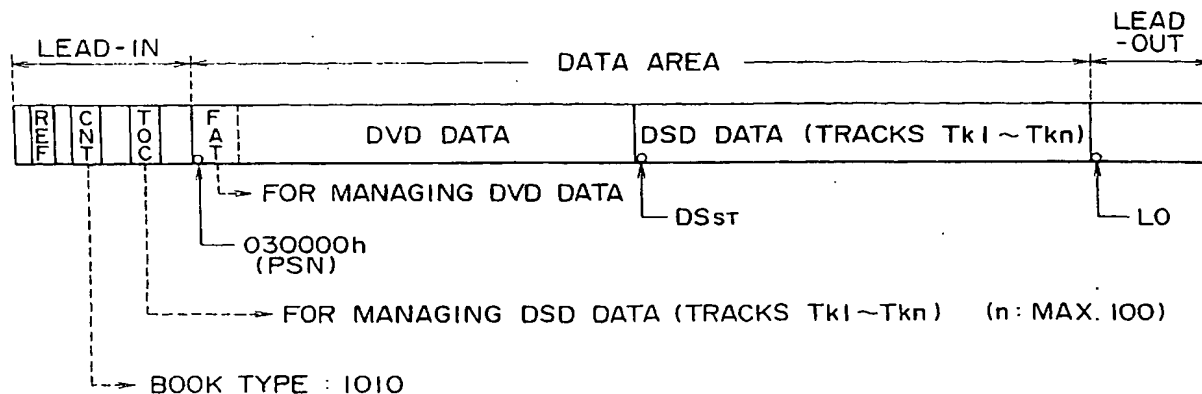 LEAD-IN
DATA AREA
LEAD
-OUT
REF
CNT
TOC
FAT
DVD DATA
DSD DATA (TRACKS Tk1~Tkn)
FOR MANAGING DVD DATA
DSST
LO
030000h
(PSN)
FOR MANAGING DSD DATA (TRACKS Tk1~Tkn) (n: MAX. 100)
BOOK TYPE : 1010